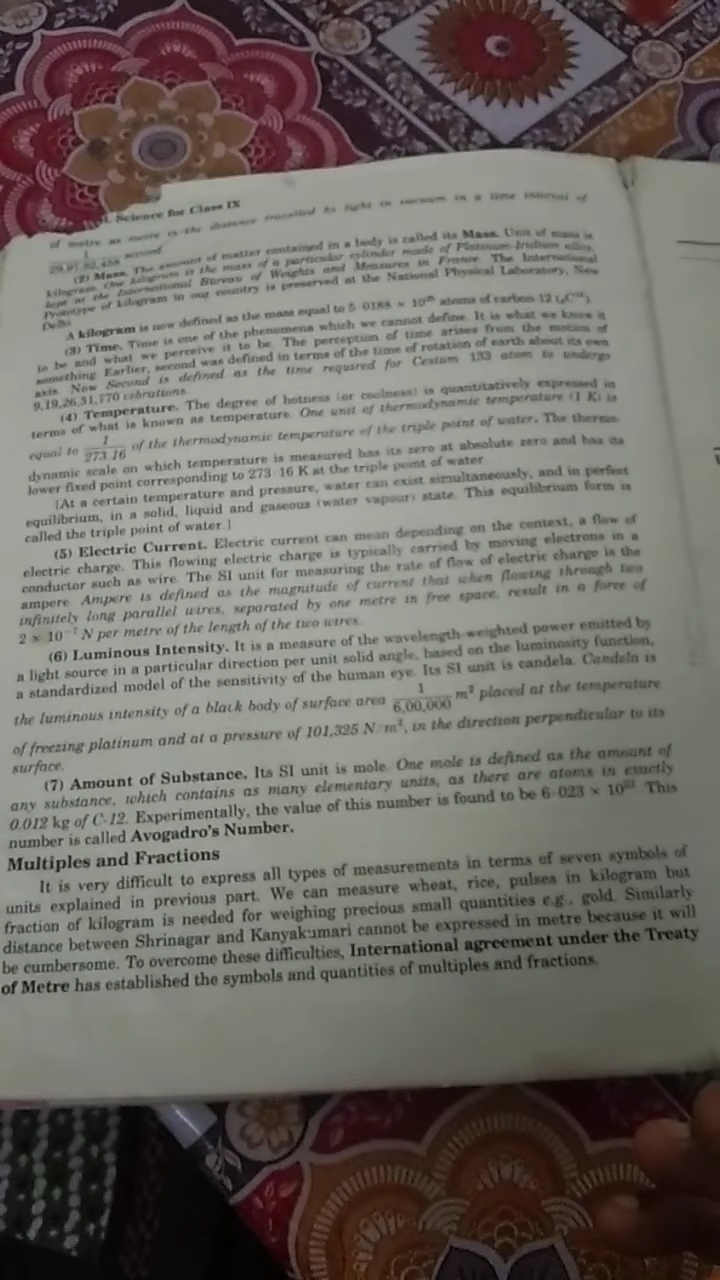 Science for Class IX
of metre as metre is the distance travelled by light in vacuum in a time interval of
1
29,97,92,458 second.
(2) Mass. The amount of matter contained in a body is called its Mass. Unit of mass is
kilogram. One kilogram is the mass of a particular cylinder made of Platinum-Iridium alloy,
kept at the International Bureau of Weights and Measures in France. The International
Prototype of kilogram in our country is preserved at the National Physical Laboratory, New
Delhi.
A kilogram is now defined as the mass equal to 5·0188 × 10 atoms of carbon-12
(3) Time. Time is one of the phenomena which we cannot define. It is what we know it
to be and what we perceive it to be. The perception of time arises from the motion of
something. Earlier, second was defined in terms of the time of rotation of earth about its own
axis. Now Second is defined as the time required for Cesium 133 atom to undergo
9,19,26,31,770 vibrations.
(4) Temperature. The degree of hotness (or coolness) is quantitatively expressed in
terms of what is known as temperature. One unit of thermodynamic temperature (1 K) is
equal to 1/273·16 of the thermodynamic temperature of the triple point of water. The thermo-
dynamic scale on which temperature is measured has its zero at absolute zero and has its
lower fixed point corresponding to 273·16 K at the triple point of water.
[At a certain temperature and pressure, water can exist simultaneously, and in perfect
equilibrium, in a solid, liquid and gaseous (water vapour) state. This equilibrium form is
called the triple point of water.]
(5) Electric Current. Electric current can mean depending on the context, a flow of
electric charge. This flowing electric charge is typically carried by moving electrons in a
conductor such as wire. The SI unit for measuring the rate of flow of electric charge is the
ampere. Ampere is defined as the magnitude of current that when flowing through two
infinitely long parallel wires, separated by one metre in free space, result in a force of
2 × 10⁻⁷ N per metre of the length of the two wires.
(6) Luminous Intensity. It is a measure of the wavelength-weighted power emitted by
a light source in a particular direction per unit solid angle, based on the luminosity function,
a standardized model of the sensitivity of the human eye. Its SI unit is candela. Candela is
the luminous intensity of a black body of surface area 1/6,00,000 m² placed at the temperature
of freezing platinum and at a pressure of 101,325 N/m², in the direction perpendicular to its
surface.
(7) Amount of Substance. Its SI unit is mole. One mole is defined as the amount of
any substance, which contains as many elementary units, as there are atoms in exactly
0.012 kg of C-12. Experimentally, the value of this number is found to be 6·023 × 10²³. This
number is called Avogadro's Number.
Multiples and Fractions
It is very difficult to express all types of measurements in terms of seven symbols of
units explained in previous part. We can measure wheat, rice, pulses in kilogram but
fraction of kilogram is needed for weighing precious small quantities e.g., gold. Similarly
distance between Shrinagar and Kanyakumari cannot be expressed in metre because it will
be cumbersome. To overcome these difficulties, International agreement under the Treaty
of Metre has established the symbols and quantities of multiples and fractions.